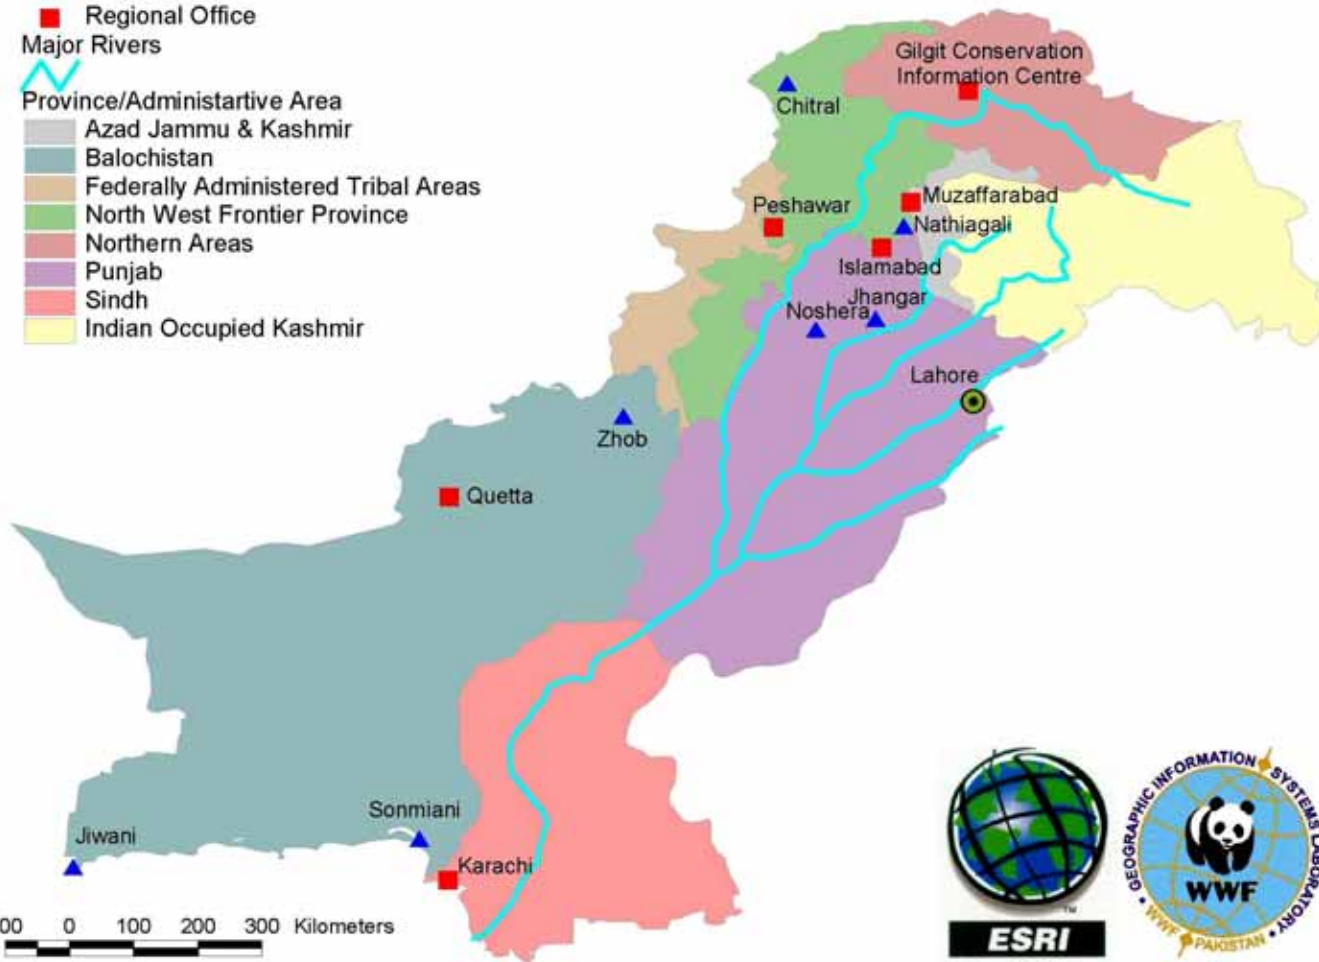 Regional Office
Major Rivers
Province/Administartive Area
Azad Jammu & Kashmir
Balochistan
Federally Administered Tribal Areas
North West Frontier Province
Northern Areas
Punjab
Sindh
Indian Occupied Kashmir
Gilgit Conservation
Information Centre
Chitral
Muzaffarabad
Peshawar
Nathiagali
Islamabad
Jhangar
Noshera
Lahore
Zhob
Quetta
Sonmiani
Jiwani
Karachi
00 0 100 200 300 Kilometers
ESRI
TM
GEOGRAPHIC INFORMATION SYSTEMS LABORATORY
WWF
WWF PAKISTAN